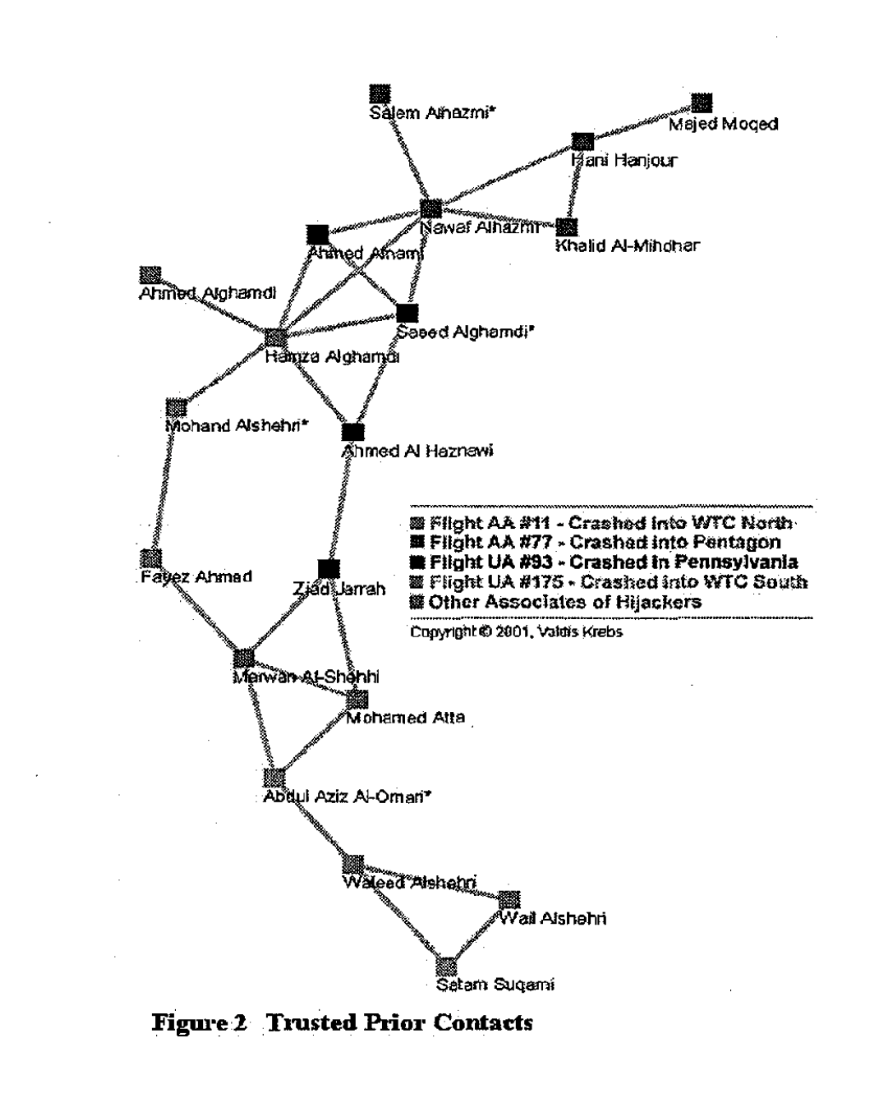 Salem Alhazmi*
Majed Moqed
Hani Hanjour
Nawaf Alhazmi
Khalid Al-Mihdhar
Ahmed Alnami
Ahmed Alghamdi
Saeed Alghamdi*
Hamza Alghamdi
Mohand Alshehri*
Ahmed Al Haznawi
Flight AA #11 - Crashed into WTC North
Flight AA #77 - Crashed into Pentagon
Flight UA #93 - Crashed in Pennsylvania
Flight UA #175 - Crashed into WTC South
Other Associates of Hijackers
Copyright © 2001, Valdis Krebs
Fayez Ahmed
Ziad Jarrah
Marwan Al-Shehhi
Mohamed Atta
Abdul Aziz Al-Omari*
Waleed Alshehri
Wail Alshehri
Satam Suqami
Figure 2 Trusted Prior Contacts